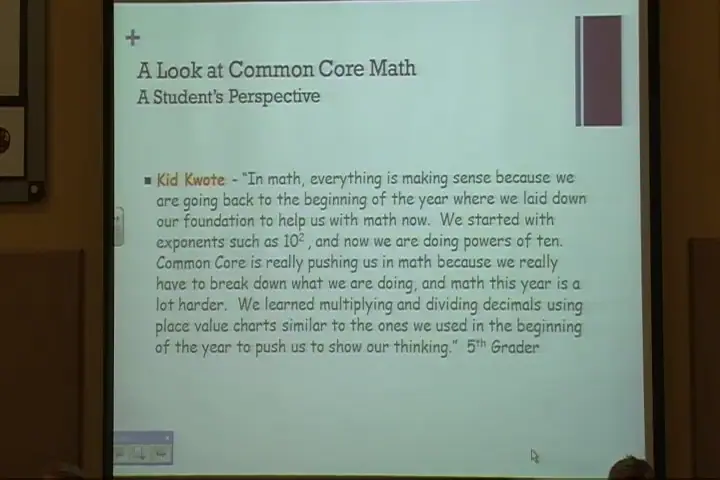 +
A Look at Common Core Math
A Student's Perspective
▪ Kid Kwote - "In math, everything is making sense because we
are going back to the beginning of the year where we laid down
our foundation to help us with math now. We started with
exponents such as 10², and now we are doing powers of ten.
Common Core is really pushing us in math because we really
have to break down what we are doing, and math this year is a
lot harder. We learned multiplying and dividing decimals using
place value charts similar to the ones we used in the beginning
of the year to push us to show our thinking." 5th Grader